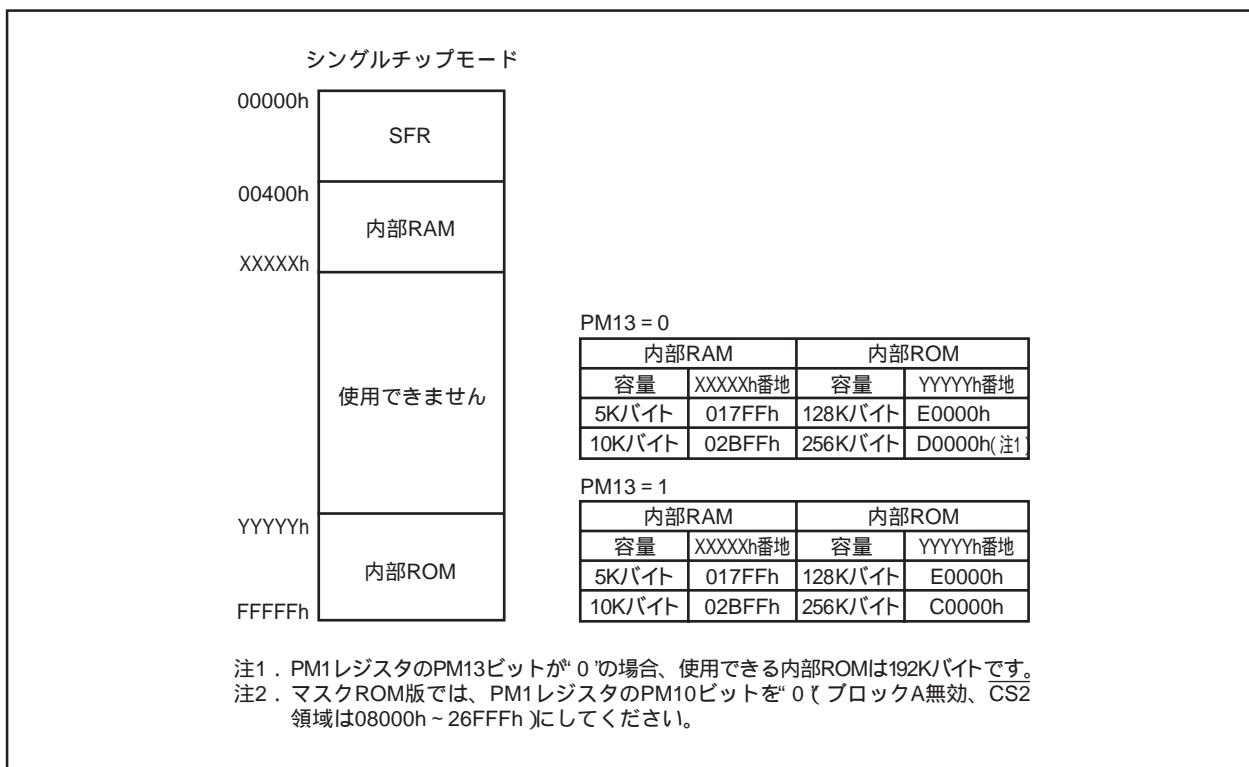 シングルチップモード
00000h
SFR
00400h
内部RAM
XXXXXh
使用できません
YYYYYh
内部ROM
FFFFFh
PM13 = 0
内部RAM 内部ROM
容量 XXXXXh番地 容量 YYYYYh番地
5Kバイト 017FFh 128Kバイト E0000h
10Kバイト 02BFFh 256Kバイト D0000h(注1)
PM13 = 1
内部RAM 内部ROM
容量 XXXXXh番地 容量 YYYYYh番地
5Kバイト 017FFh 128Kバイト E0000h
10Kバイト 02BFFh 256Kバイト C0000h
注1．PM1レジスタのPM13ビットが“0”の場合、使用できる内部ROMは192Kバイトです。
注2．マスクROM版では、PM1レジスタのPM10ビットを“0”(ブロックA無効、CS2
領域は08000h～26FFFh)にしてください。